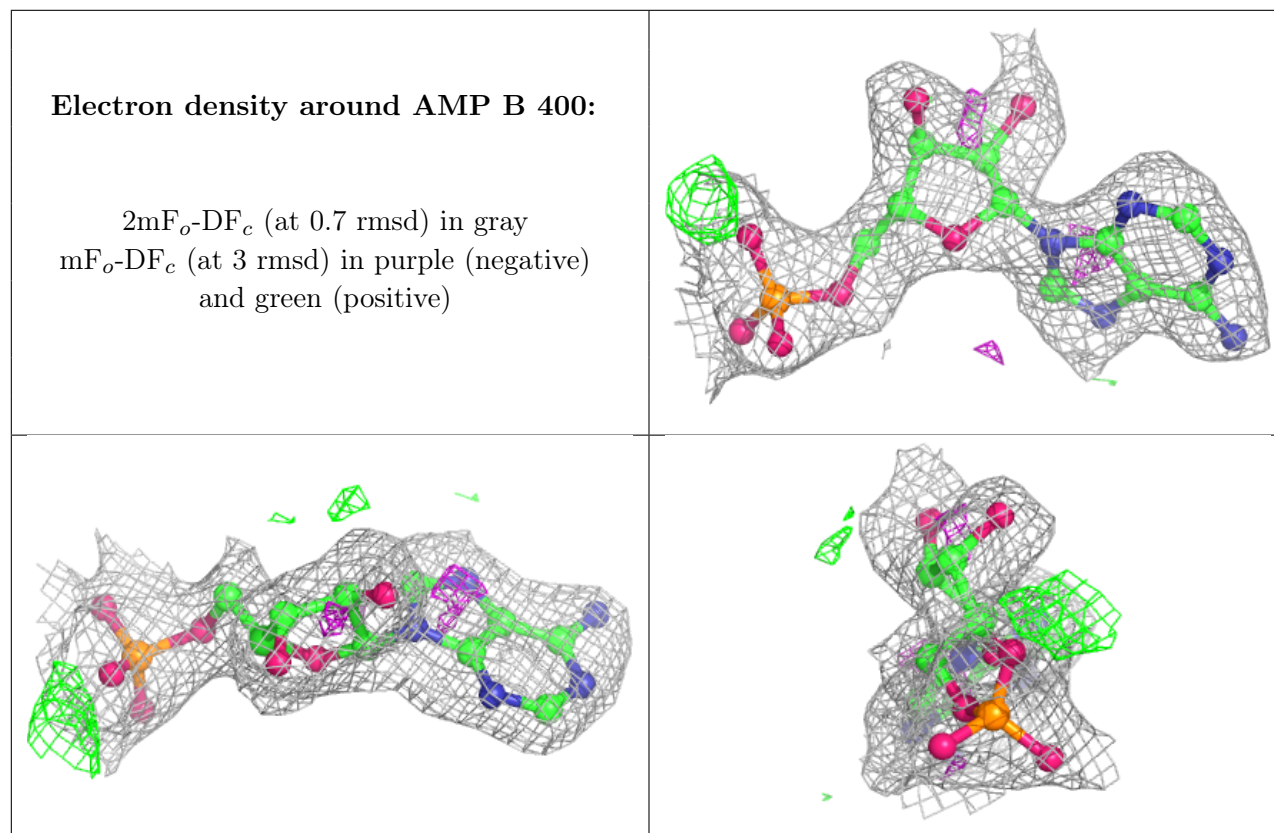 Electron density around AMP B 400:
2mFₒ-DF𝒸 (at 0.7 rmsd) in gray
mFₒ-DF𝒸 (at 3 rmsd) in purple (negative)
and green (positive)